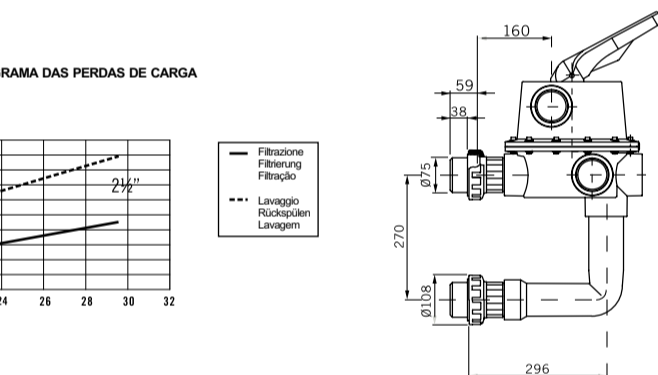 GRAMA DAS PERDAS DE CARGA
2½”
24 26 28 30 32
Filtrazione
Filtrierung
Filtração
Lavaggio
Rückspülen
Lavagem
160
59
38
Ø75
270
Ø108
296